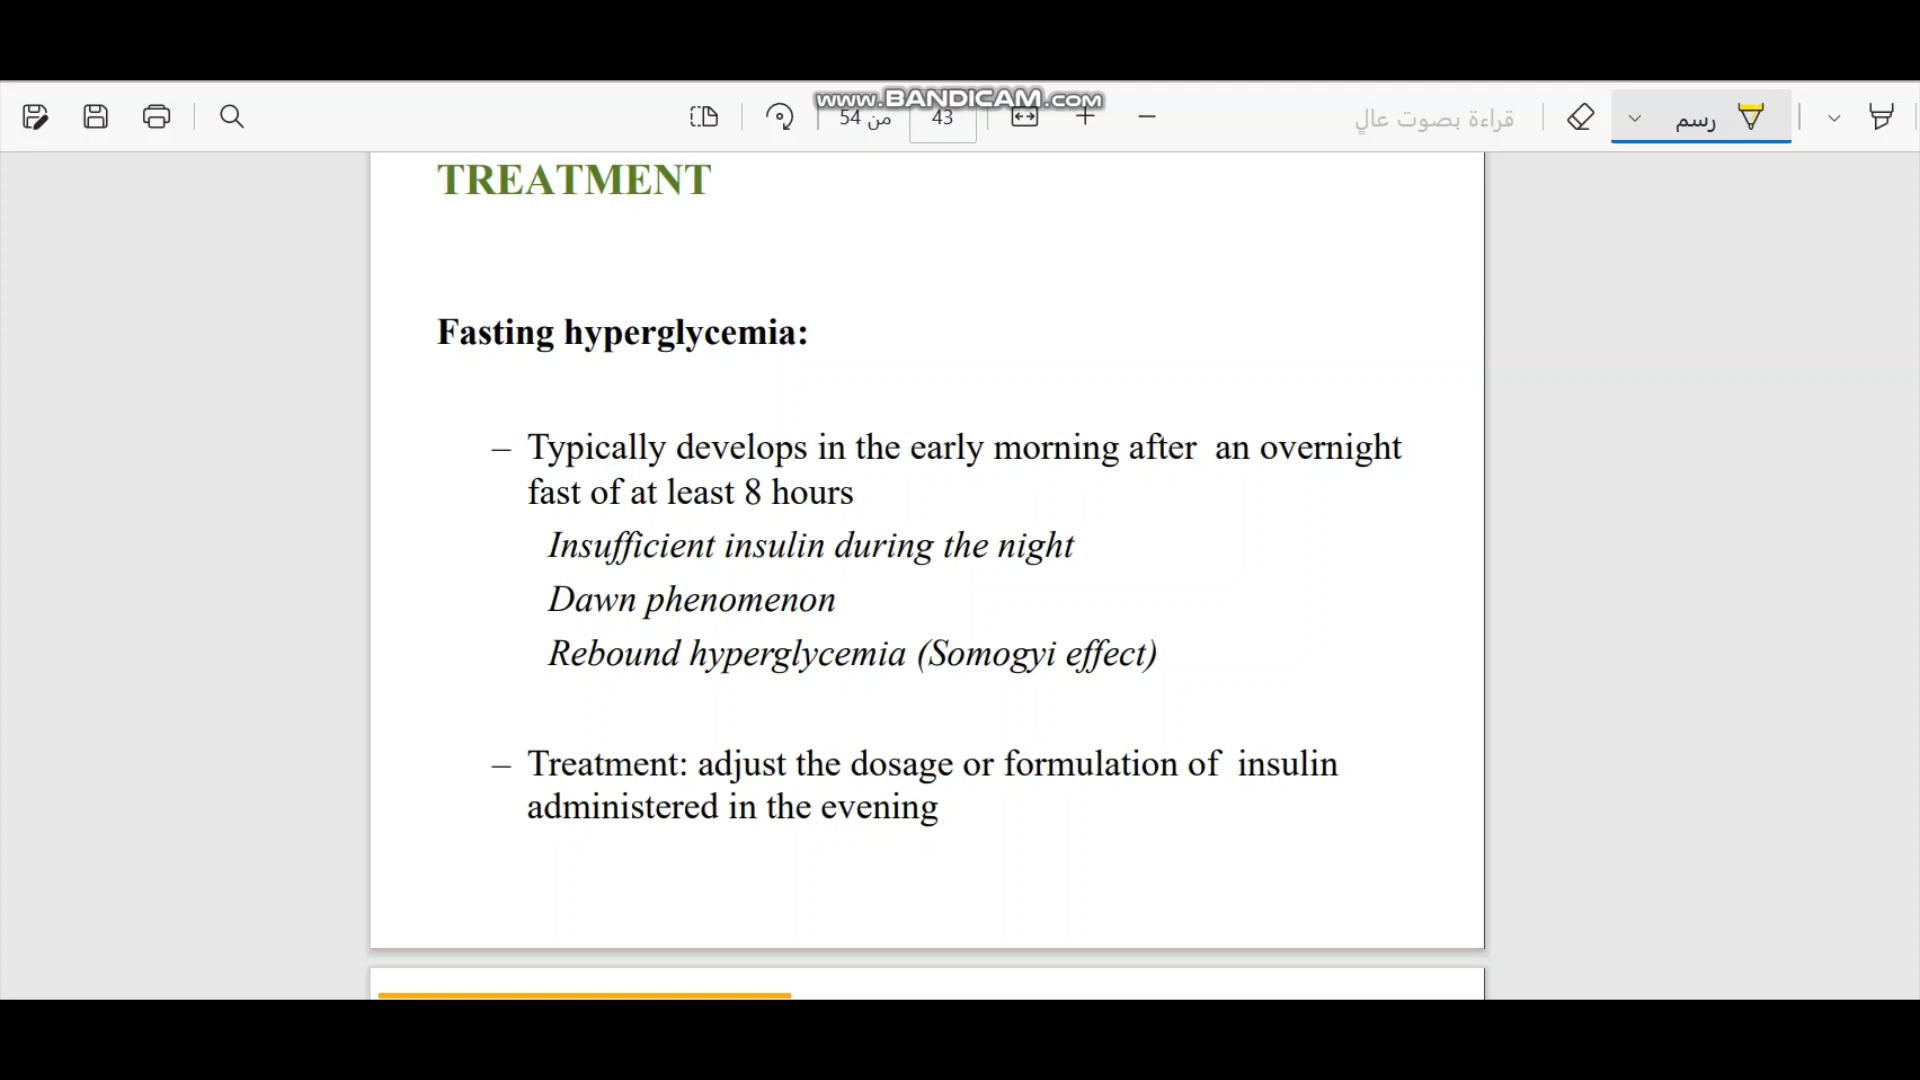 www.BANDICAM.com
43 من 54
قراءة بصوت عالٍ
رسم
TREATMENT
Fasting hyperglycemia:
– Typically develops in the early morning after an overnight
fast of at least 8 hours
Insufficient insulin during the night
Dawn phenomenon
Rebound hyperglycemia (Somogyi effect)
– Treatment: adjust the dosage or formulation of insulin
administered in the evening